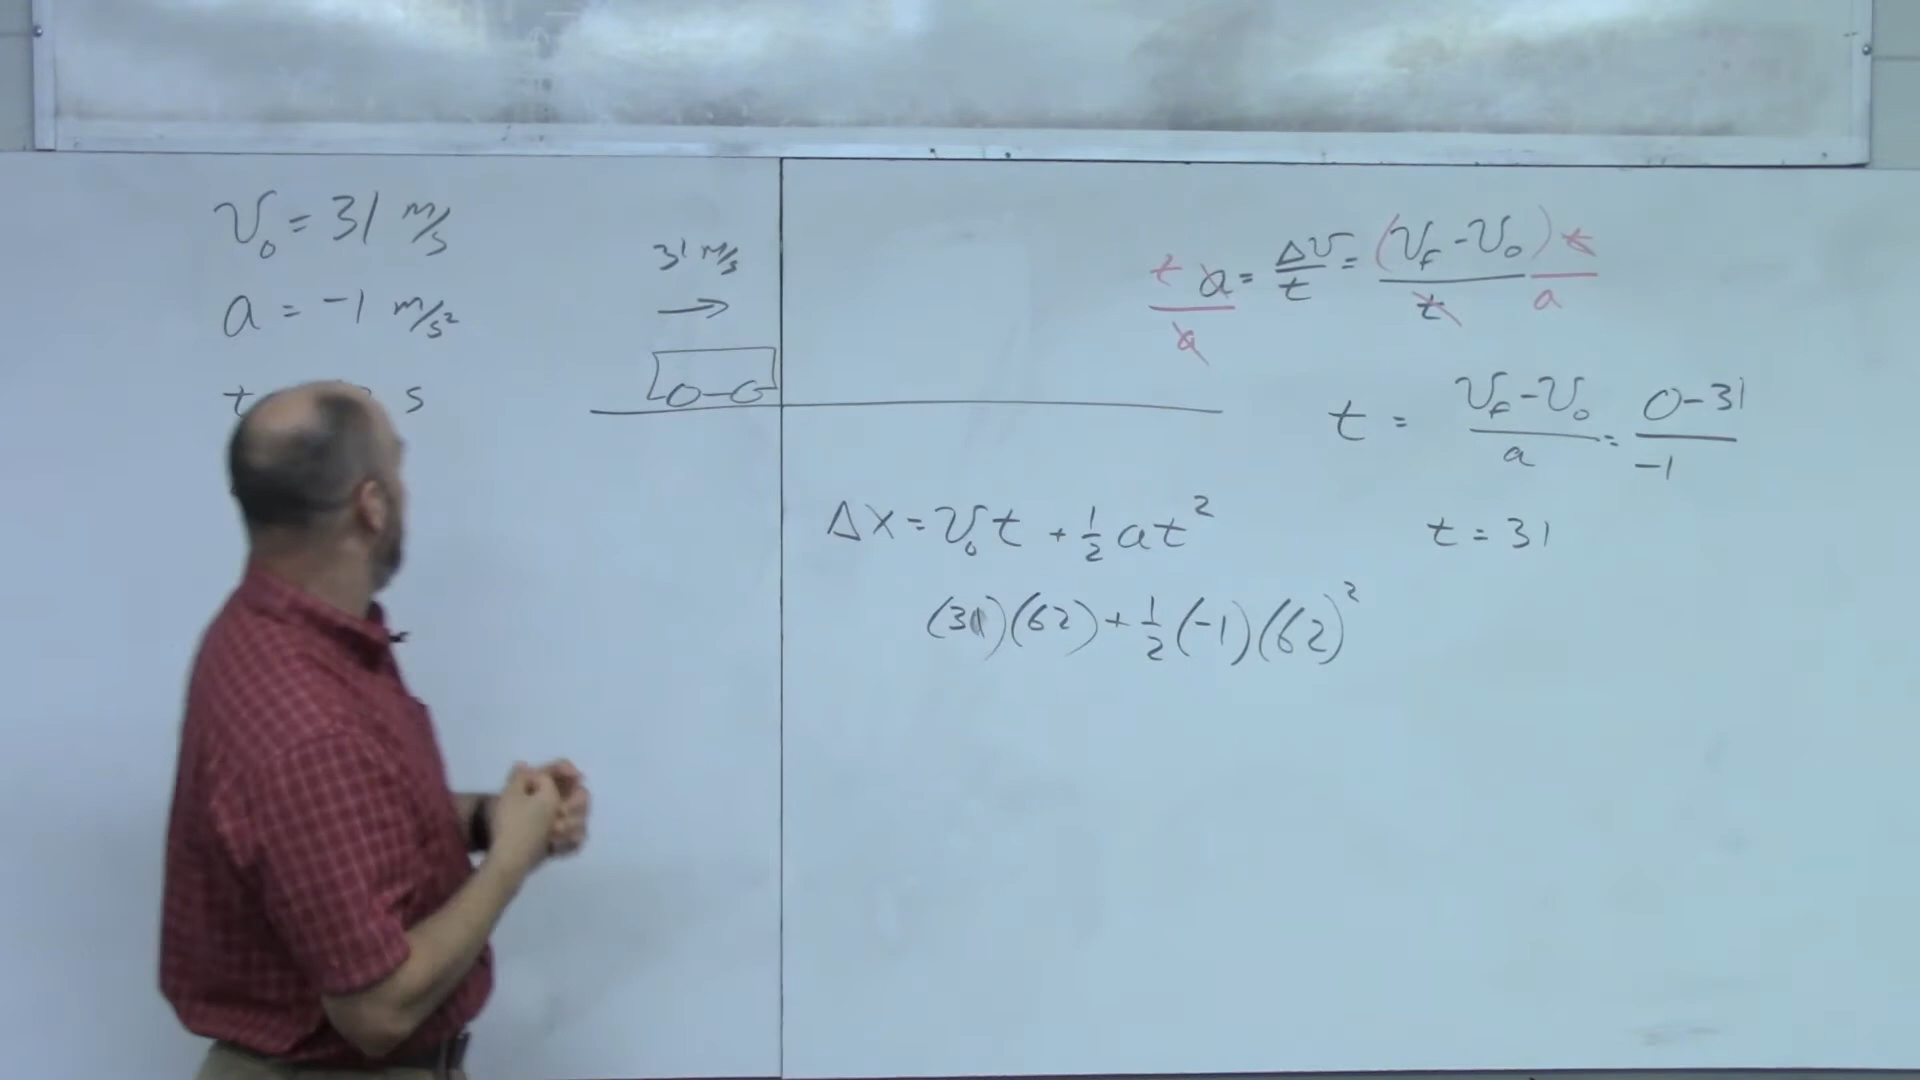 v₀ = 31 m/s
a = -1 m/s²
t s
31 m/s
t a / a = Δv / t = (v_f - v₀) t / t a
t = (v_f - v₀) / a = (0 - 31) / -1
Δx = v₀t + ½at²
t = 31
(31)(62) + ½(-1)(62)²